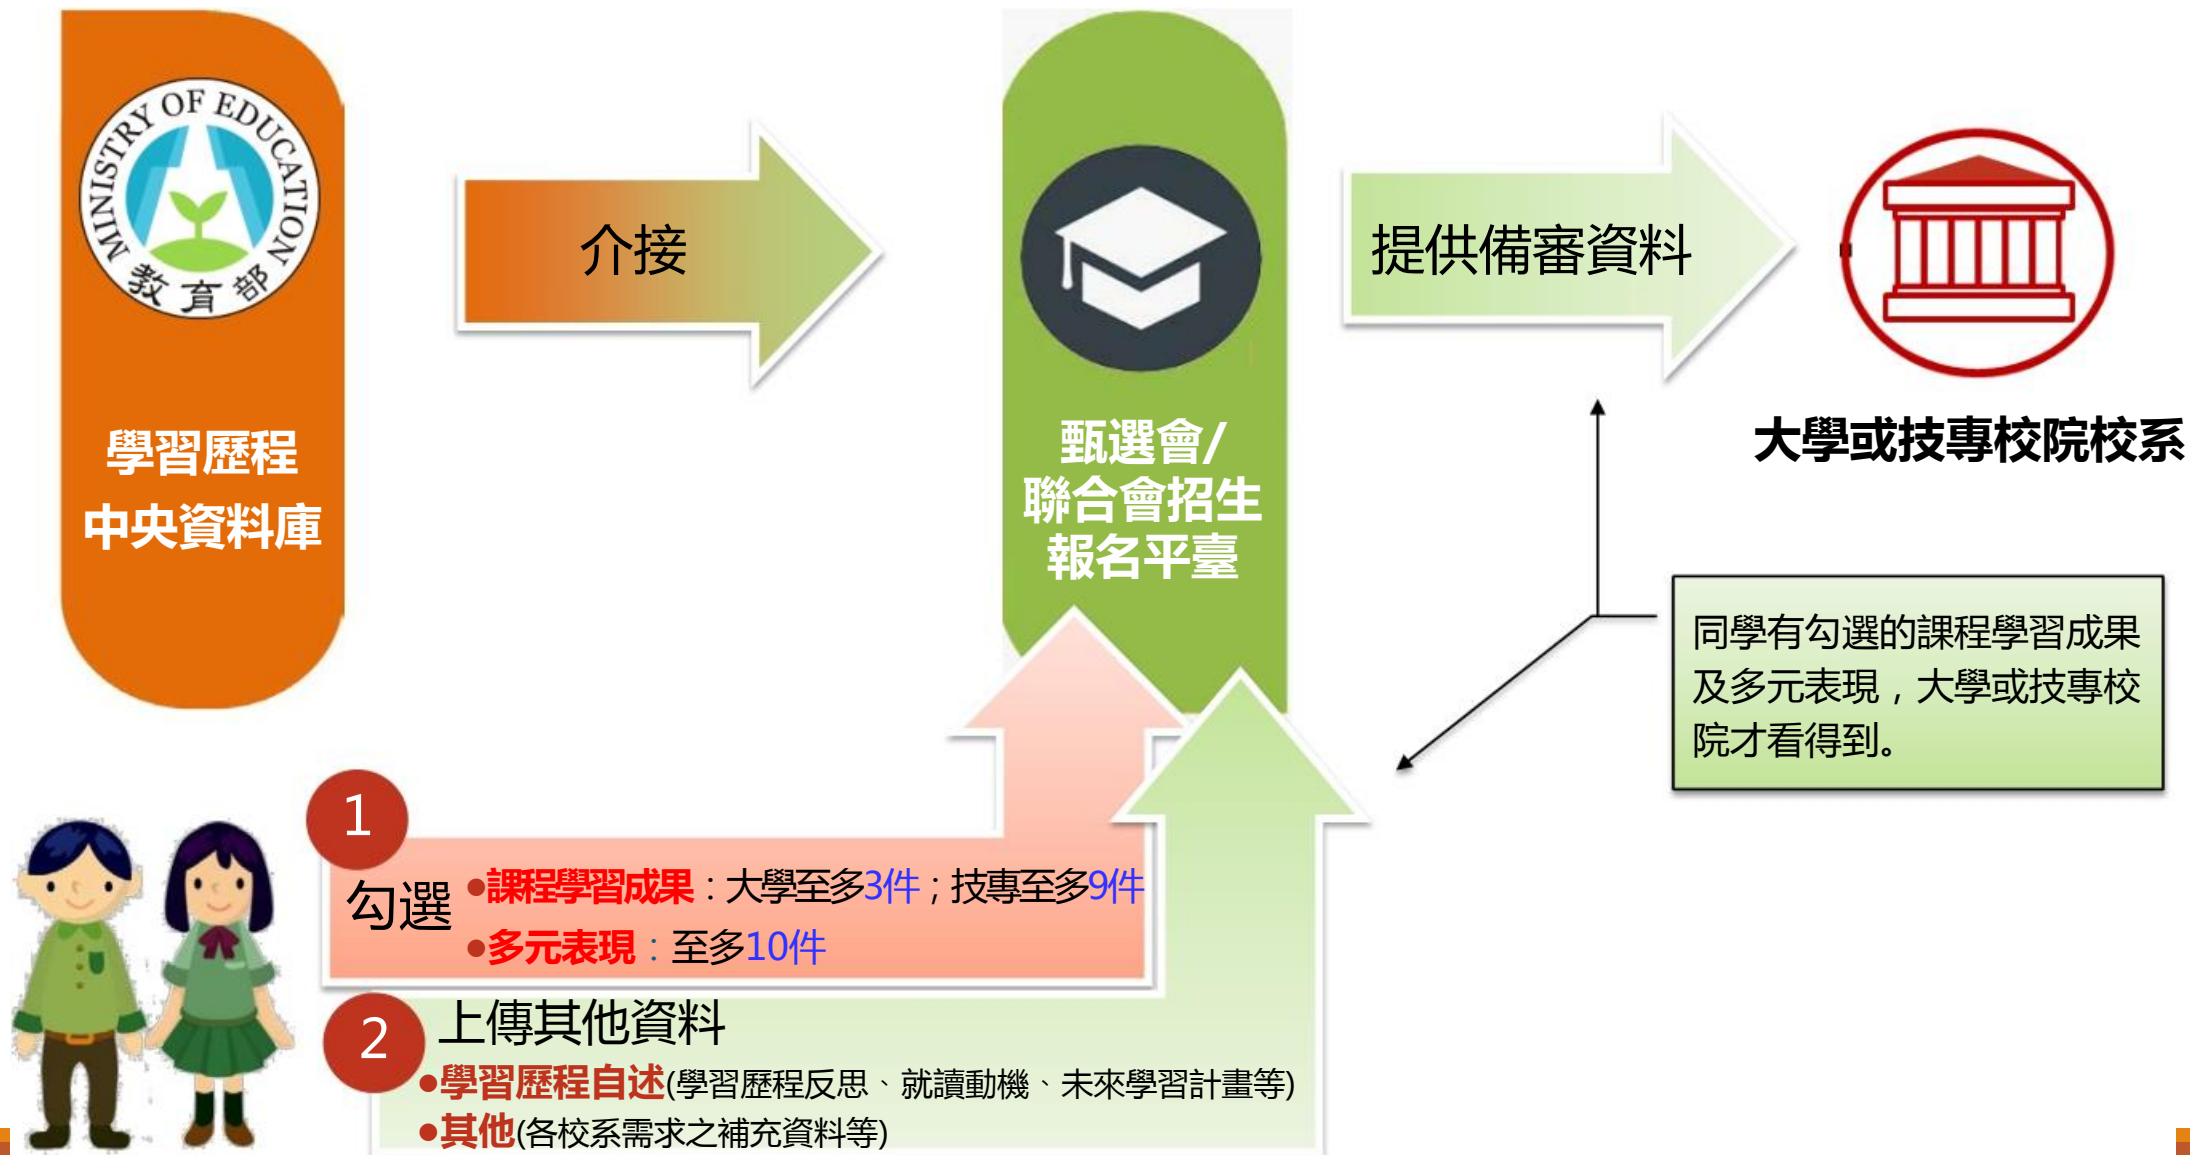 MINISTRY OF EDUCATION
教育部
學習歷程
中央資料庫
介接
甄選會/
聯合會招生
報名平臺
提供備審資料
大學或技專校院校系
同學有勾選的課程學習成果
及多元表現，大學或技專校
院才看得到。
1
勾選
●課程學習成果：大學至多3件；技專至多9件
●多元表現：至多10件
2
上傳其他資料
●學習歷程自述(學習歷程反思、就讀動機、未來學習計畫等)
●其他(各校系需求之補充資料等)